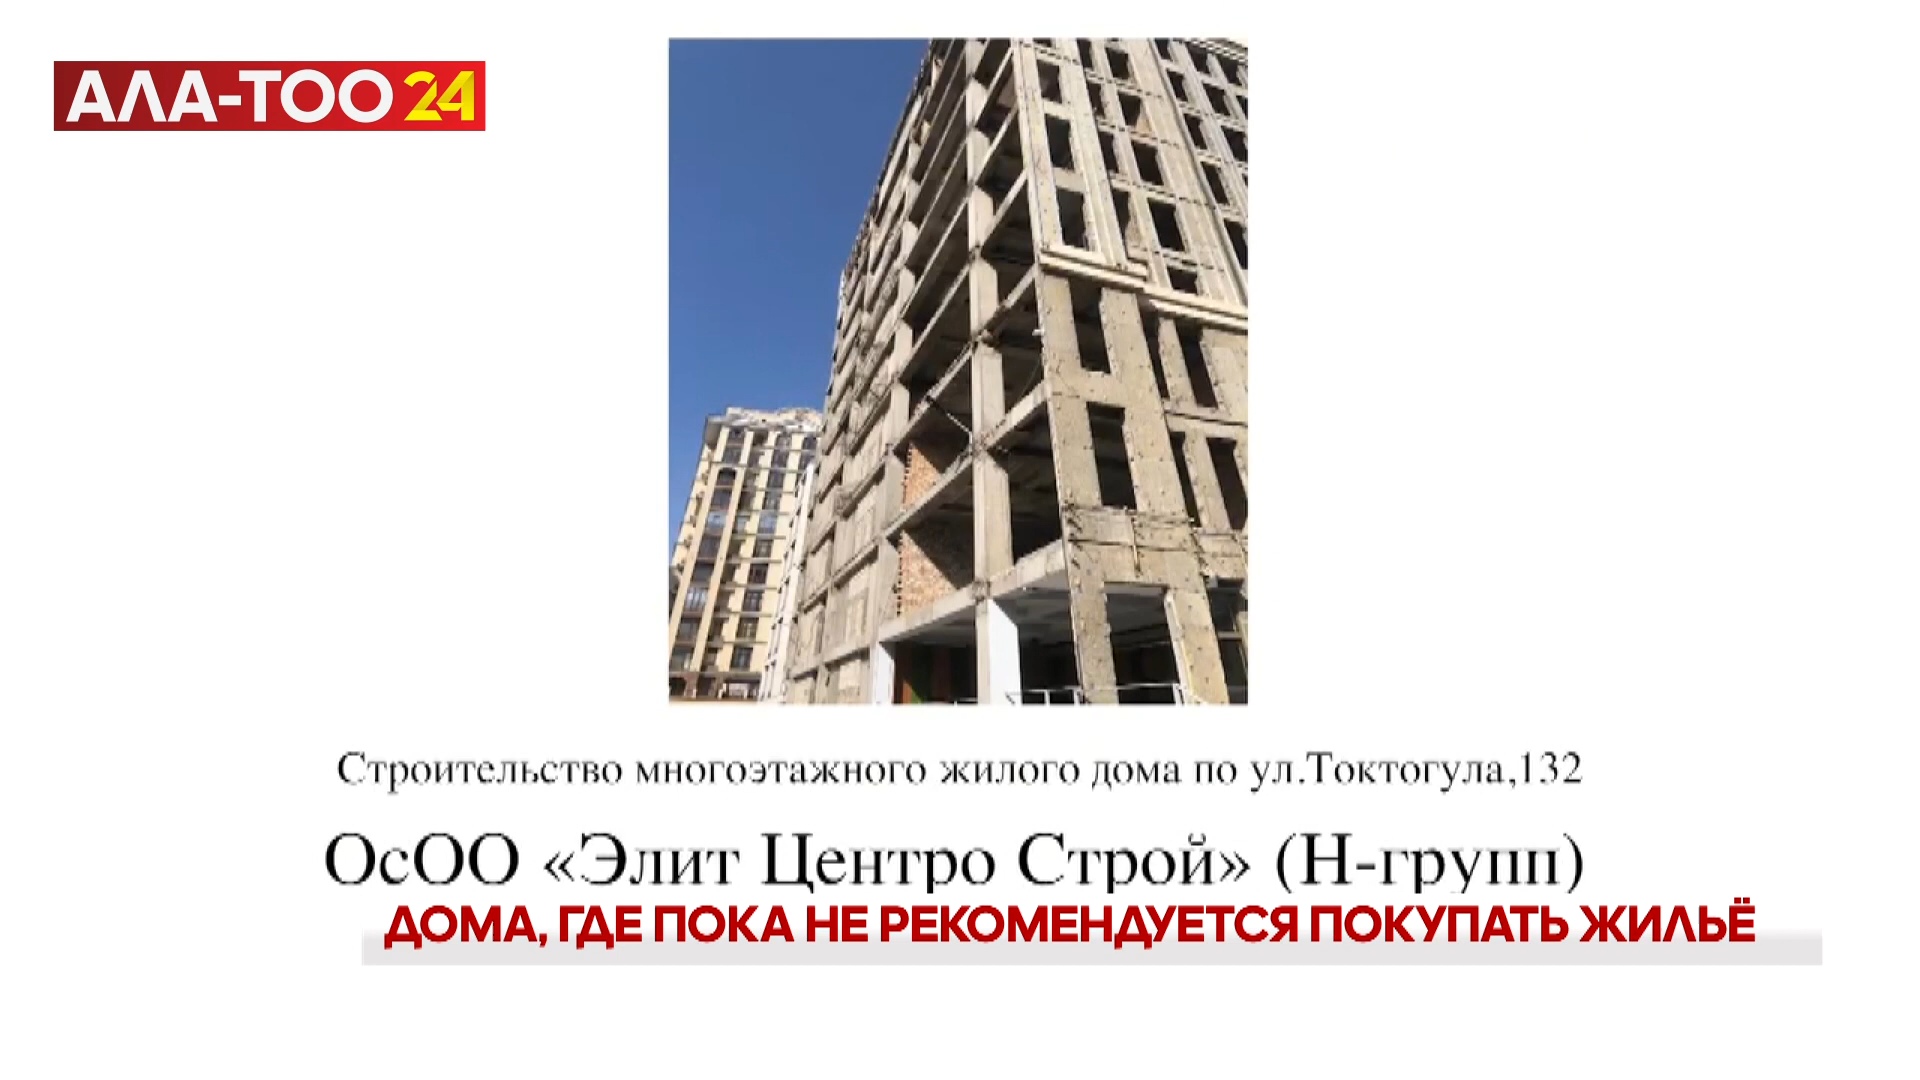 АЛА-ТОО 24
Строительство многоэтажного жилого дома по ул.Токтогула,132
ОсОО «Элит Центро Строй» (Н-групп)
ДОМА, ГДЕ ПОКА НЕ РЕКОМЕНДУЕТСЯ ПОКУПАТЬ ЖИЛЬЁ